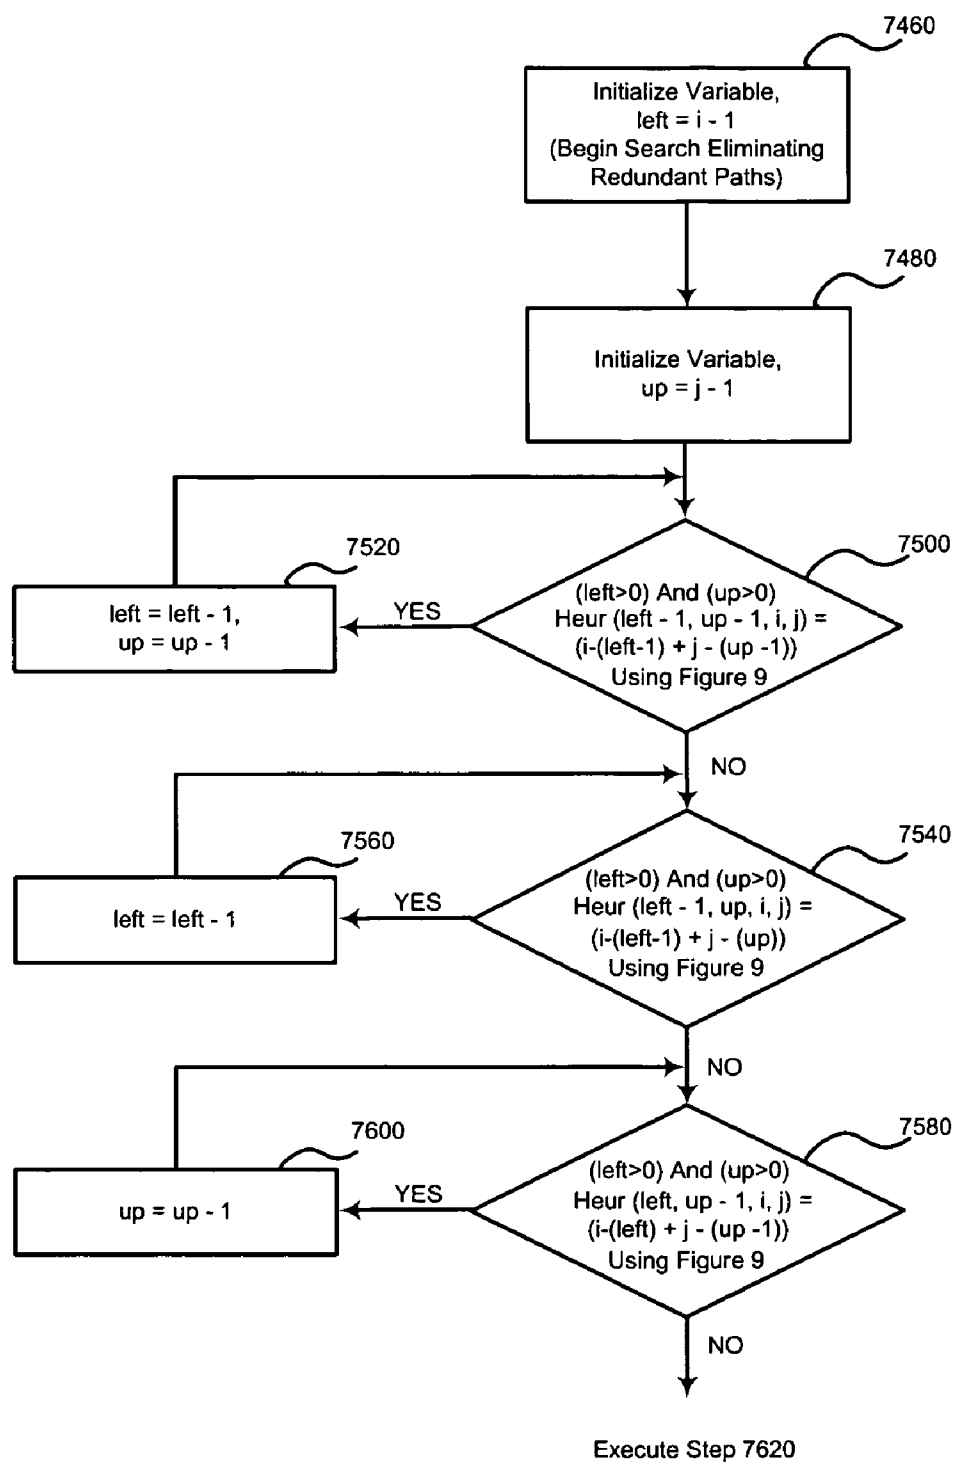 7460
Initialize Variable,
left = i - 1
(Begin Search Eliminating
Redundant Paths)
7480
Initialize Variable,
up = j - 1
7520
left = left - 1,
up = up - 1
YES
7500
(left>0) And (up>0)
Heur (left - 1, up - 1, i, j) =
(i-(left-1) + j - (up -1))
Using Figure 9
NO
7560
left = left - 1
YES
7540
(left>0) And (up>0)
Heur (left - 1, up, i, j) =
(i-(left-1) + j - (up))
Using Figure 9
NO
7600
up = up - 1
YES
7580
(left>0) And (up>0)
Heur (left, up - 1, i, j) =
(i-(left) + j - (up -1))
Using Figure 9
NO
Execute Step 7620